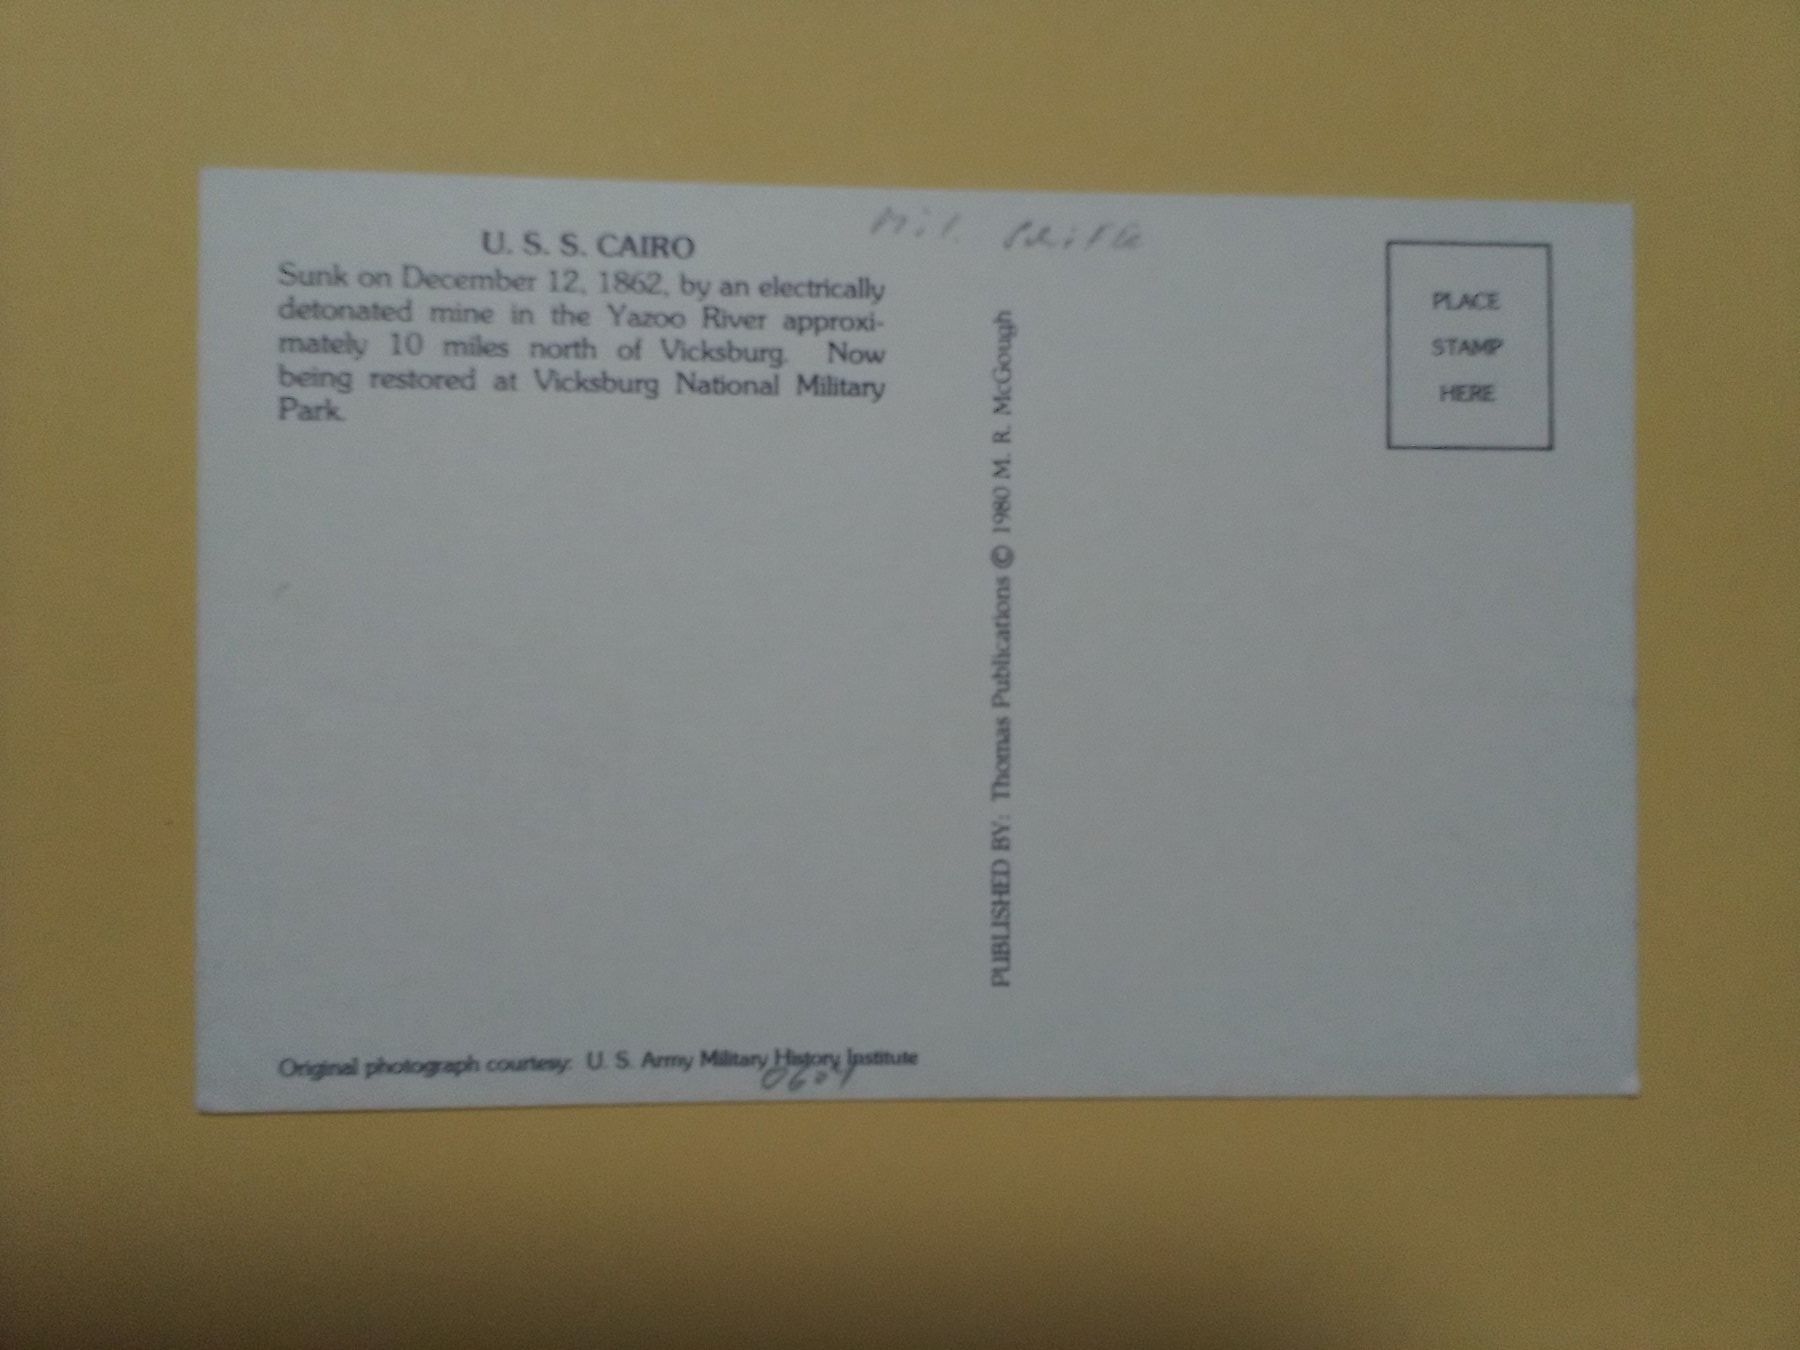 Mil.
U. S. S. CAIRO
Sunk on December 12, 1862, by an electrically
detonated mine in the Yazoo River approxi-
mately 10 miles north of Vicksburg. Now
being restored at Vicksburg National Military
Park.
PLACE
STAMP
HERE
PUBLISHED BY: Thomas Publications © 1980 M. R. McGough
Original photograph courtesy: U. S. Army Military History Institute